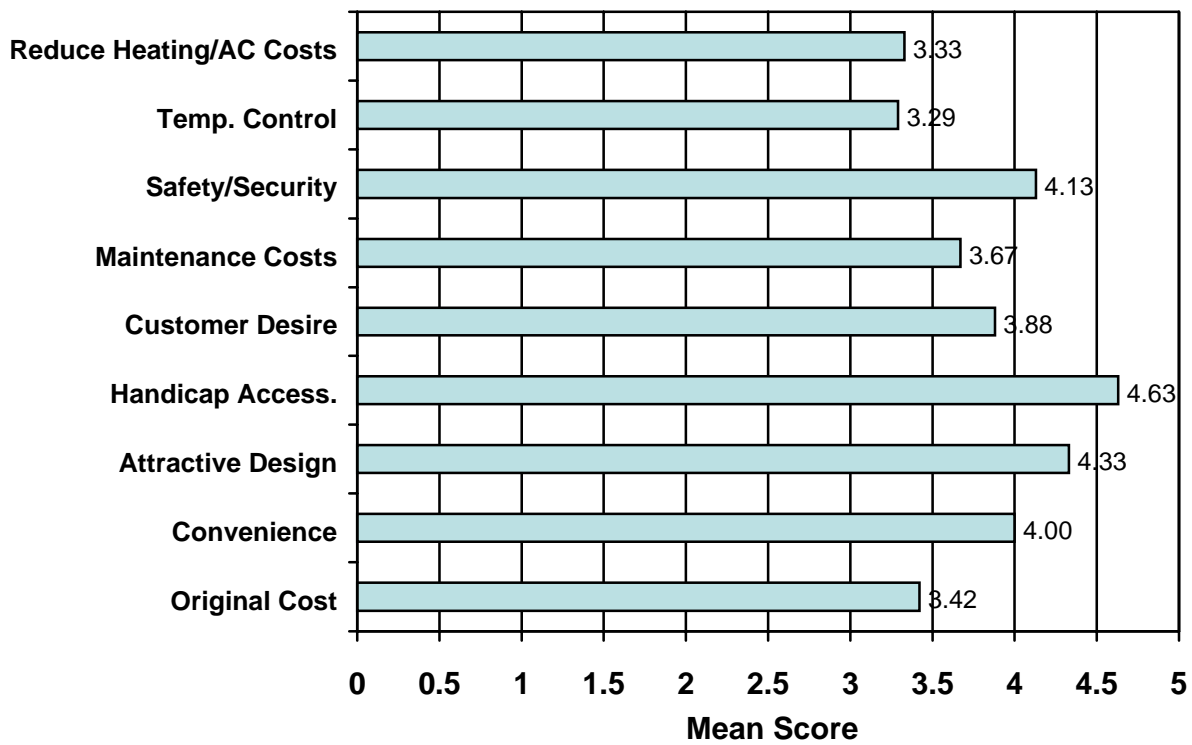 Reduce Heating/AC Costs 3.33
Temp. Control 3.29
Safety/Security 4.13
Maintenance Costs 3.67
Customer Desire 3.88
Handicap Access. 4.63
Attractive Design 4.33
Convenience 4.00
Original Cost 3.42
0 0.5 1 1.5 2 2.5 3 3.5 4 4.5 5
Mean Score